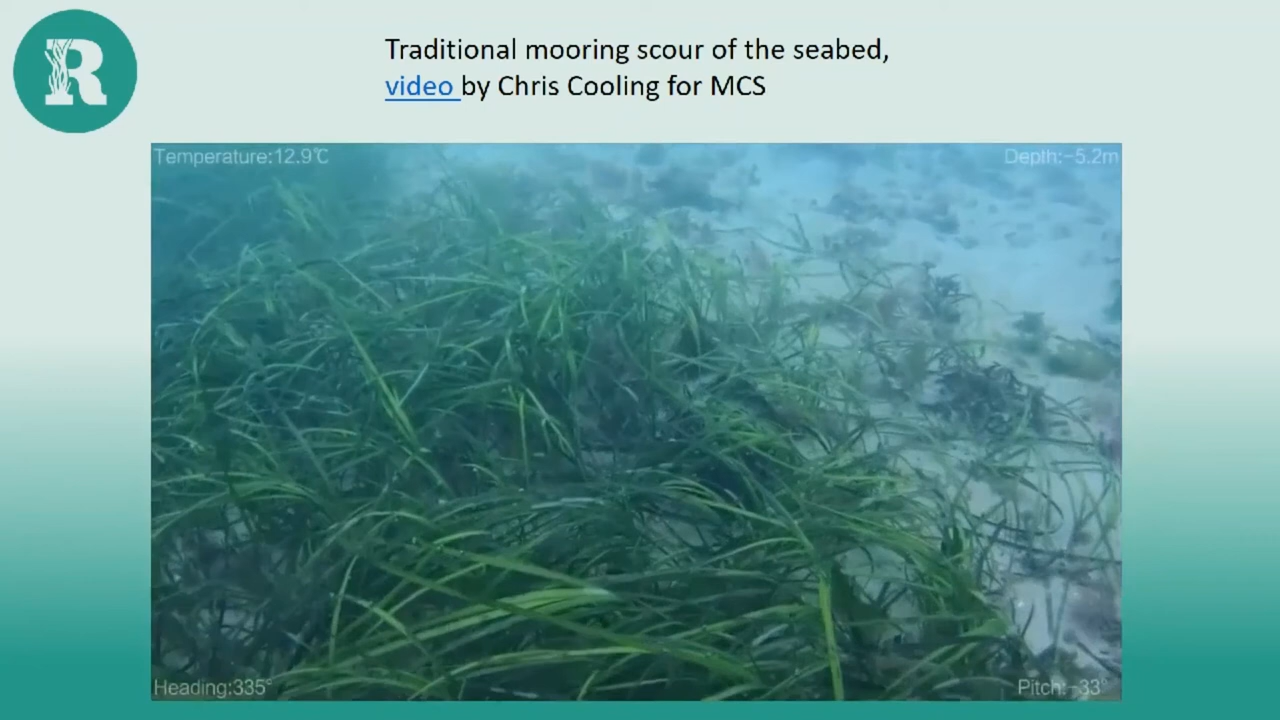 R
Traditional mooring scour of the seabed,
video by Chris Cooling for MCS
Temperature:12.9℃
Depth:-5.2m
Heading:335°
Pitch:-33°